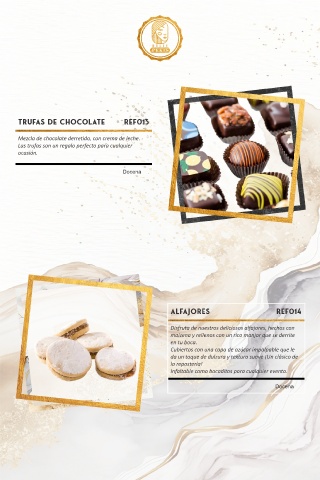 TRUFAS DE CHOCOLATE REF015
Mezcla de chocolate derretido, con crema de leche.
Las trufas son un regalo perfecto para cualquier
ocasión.
Docena
ALFAJORES REF014
Disfruta de nuestros deliciosos alfajores, hechos con
maizena y rellenos con un rico manjar que se derrite
en tu boca.
Cubiertos con una capa de azúcar impalpable que le
da un toque de dulzura y textura suave ¡Un clásico de
la repostería!
Infaltable como bocaditos para cualquier evento.
Docena